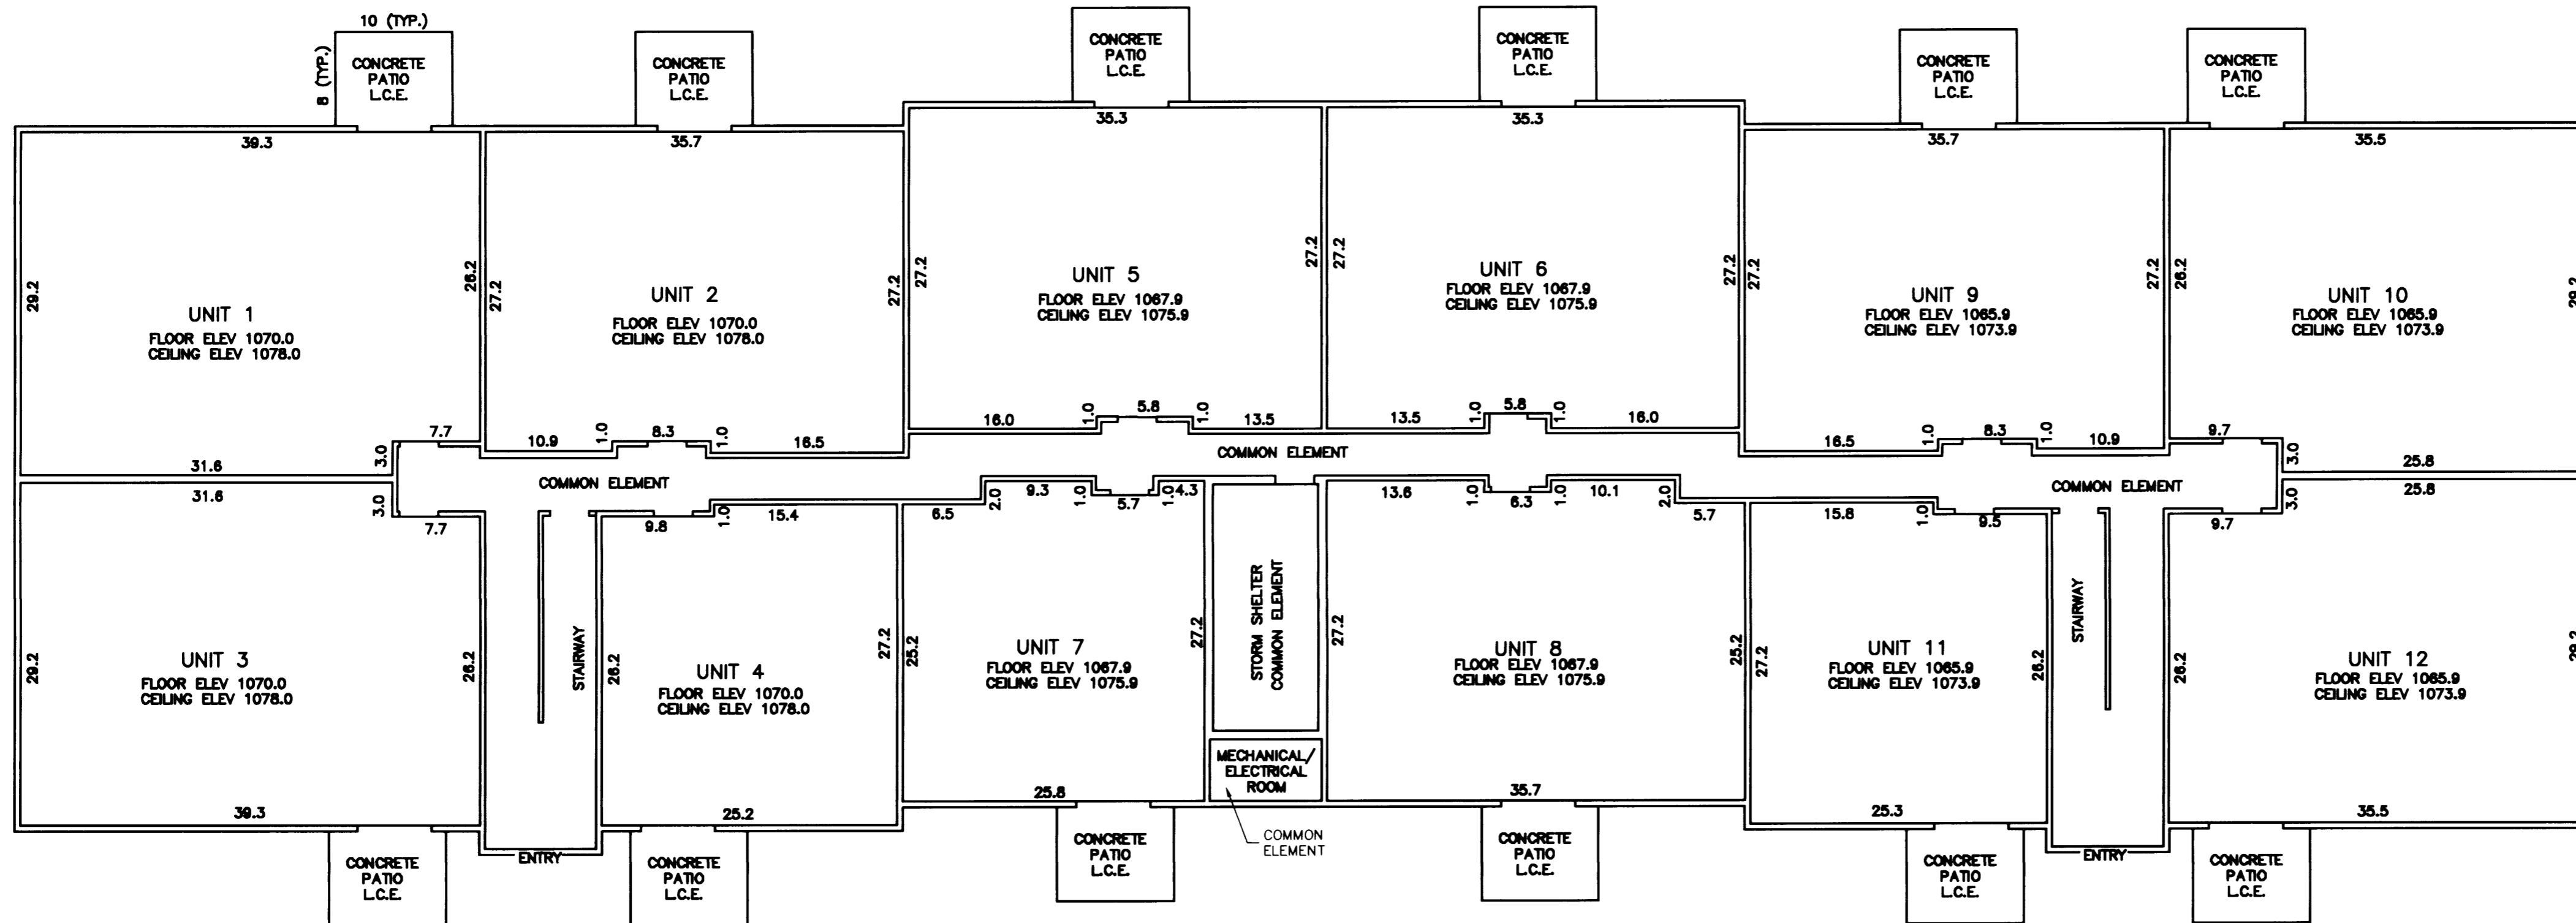 10 (TYP.)
8 (TYP.)
CONCRETE
PATIO
L.C.E.
CONCRETE
PATIO
L.C.E.
CONCRETE
PATIO
L.C.E.
CONCRETE
PATIO
L.C.E.
CONCRETE
PATIO
L.C.E.
CONCRETE
PATIO
L.C.E.
39.3
29.2
26.2
UNIT 1
FLOOR ELEV 1070.0
CEILING ELEV 1078.0
7.7
3.0
31.6
35.7
27.2
27.2
UNIT 2
FLOOR ELEV 1070.0
CEILING ELEV 1078.0
10.9
1.0
8.3
1.0
16.5
35.3
27.2
27.2
UNIT 5
FLOOR ELEV 1067.9
CEILING ELEV 1075.9
16.0
1.0
5.8
1.0
13.5
35.3
27.2
27.2
UNIT 6
FLOOR ELEV 1067.9
CEILING ELEV 1075.9
13.5
1.0
5.8
1.0
16.0
35.7
27.2
27.2
UNIT 9
FLOOR ELEV 1065.9
CEILING ELEV 1073.9
16.5
1.0
8.3
1.0
10.9
35.5
26.2
29.2
UNIT 10
FLOOR ELEV 1065.9
CEILING ELEV 1073.9
9.7
3.0
25.8
COMMON ELEMENT
COMMON ELEMENT
COMMON ELEMENT
31.6
3.0
7.7
29.2
26.2
UNIT 3
FLOOR ELEV 1070.0
CEILING ELEV 1078.0
39.3
STAIRWAY
ENTRY
9.8
1.0
15.4
26.2
27.2
UNIT 4
FLOOR ELEV 1070.0
CEILING ELEV 1078.0
25.2
6.5
2.0
9.3
1.0
5.7
1.0
4.3
25.2
27.2
UNIT 7
FLOOR ELEV 1067.9
CEILING ELEV 1075.9
25.8
STORM SHELTER
COMMON ELEMENT
MECHANICAL/
ELECTRICAL
ROOM
COMMON
ELEMENT
13.6
1.0
6.3
1.0
10.1
2.0
5.7
27.2
25.2
UNIT 8
FLOOR ELEV 1067.9
CEILING ELEV 1075.9
35.7
15.8
1.0
9.5
27.2
26.2
UNIT 11
FLOOR ELEV 1065.9
CEILING ELEV 1073.9
25.3
STAIRWAY
ENTRY
25.8
3.0
9.7
26.2
29.2
UNIT 12
FLOOR ELEV 1065.9
CEILING ELEV 1073.9
35.5
CONCRETE
PATIO
L.C.E.
CONCRETE
PATIO
L.C.E.
CONCRETE
PATIO
L.C.E.
CONCRETE
PATIO
L.C.E.
CONCRETE
PATIO
L.C.E.
CONCRETE
PATIO
L.C.E.